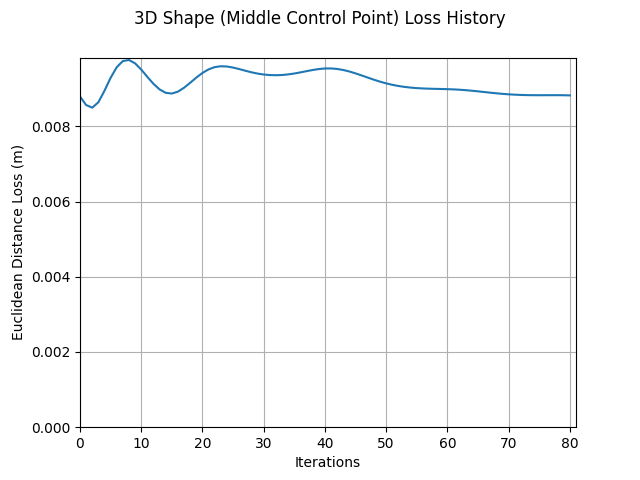 3D Shape (Middle Control Point) Loss History
Euclidean Distance Loss (m)
0.008
0.006
0.004
0.002
0.000
0 10 20 30 40 50 60 70 80
Iterations